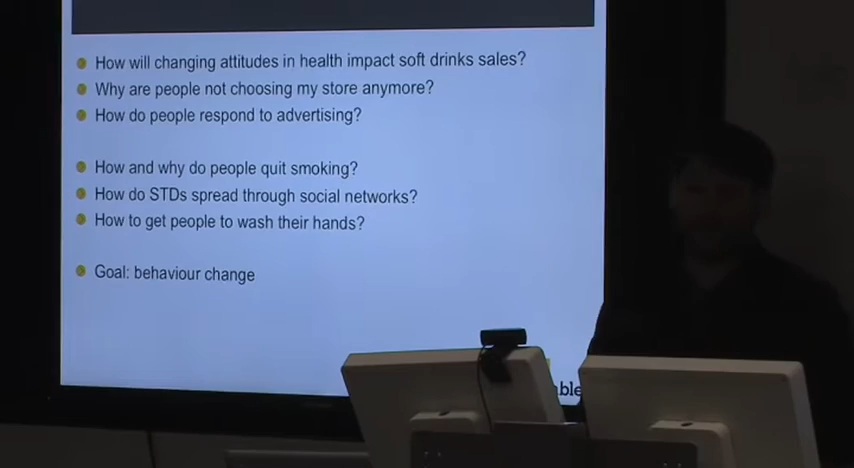 How will changing attitudes in health impact soft drinks sales?
Why are people not choosing my store anymore?
How do people respond to advertising?
How and why do people quit smoking?
How do STDs spread through social networks?
How to get people to wash their hands?
Goal: behaviour change